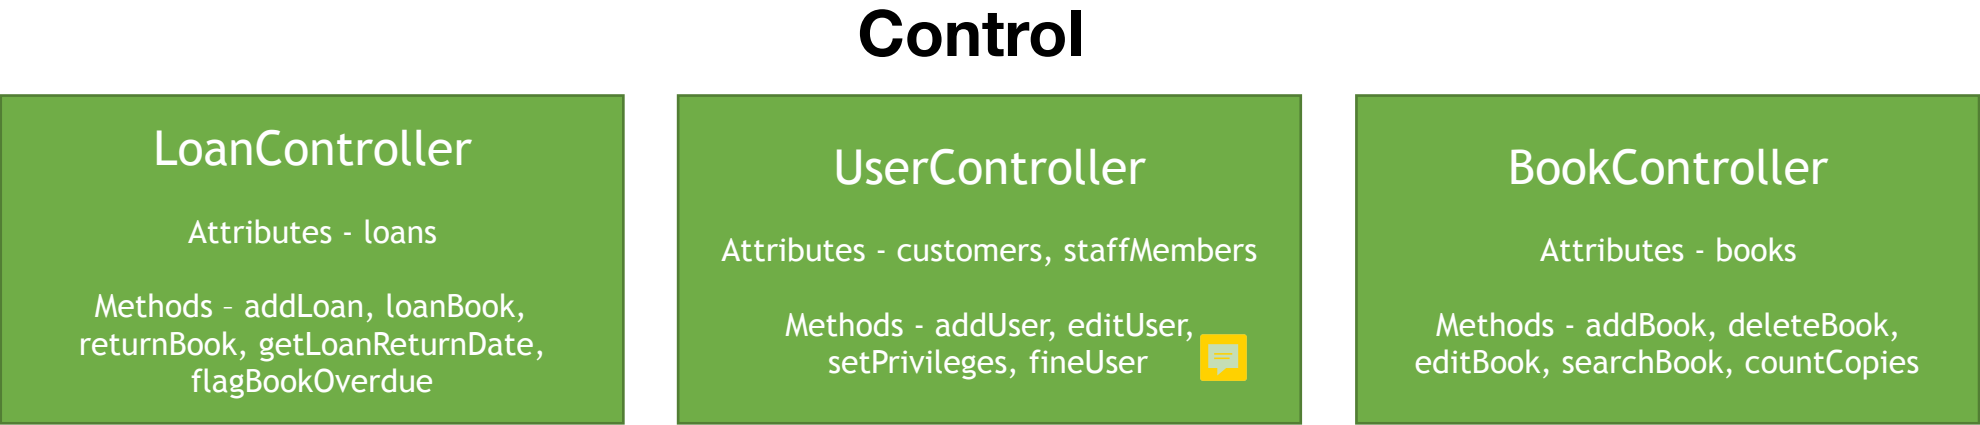 Control
LoanController
Attributes - loans
Methods – addLoan, loanBook,
returnBook, getLoanReturnDate,
flagBookOverdue
UserController
Attributes - customers, staffMembers
Methods - addUser, editUser,
setPrivileges, fineUser
BookController
Attributes - books
Methods - addBook, deleteBook,
editBook, searchBook, countCopies